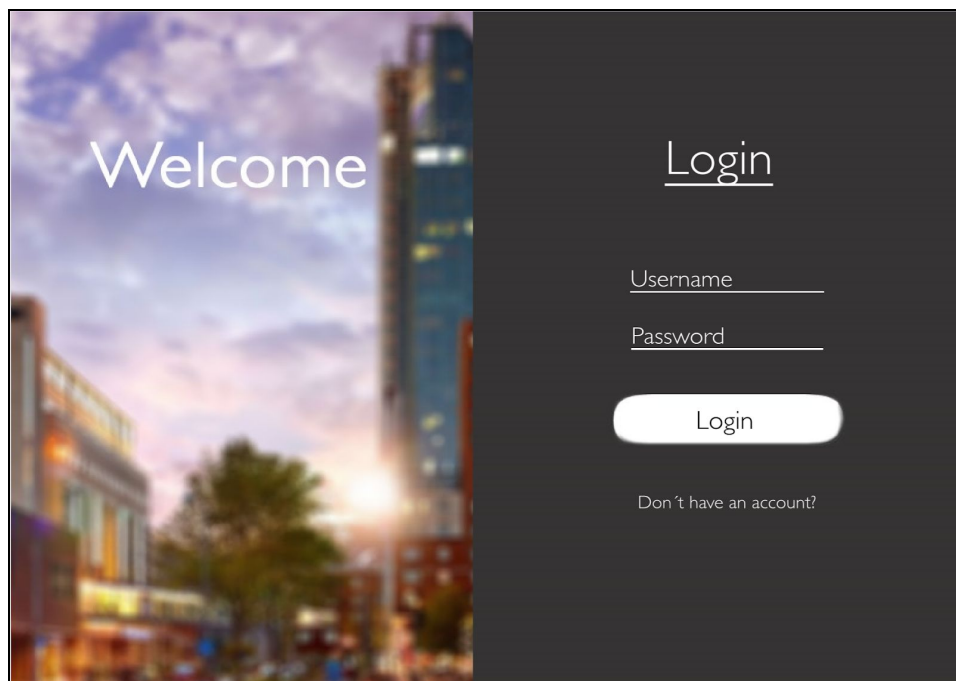 Welcome
Login
Username
Password
Login
Don´t have an account?